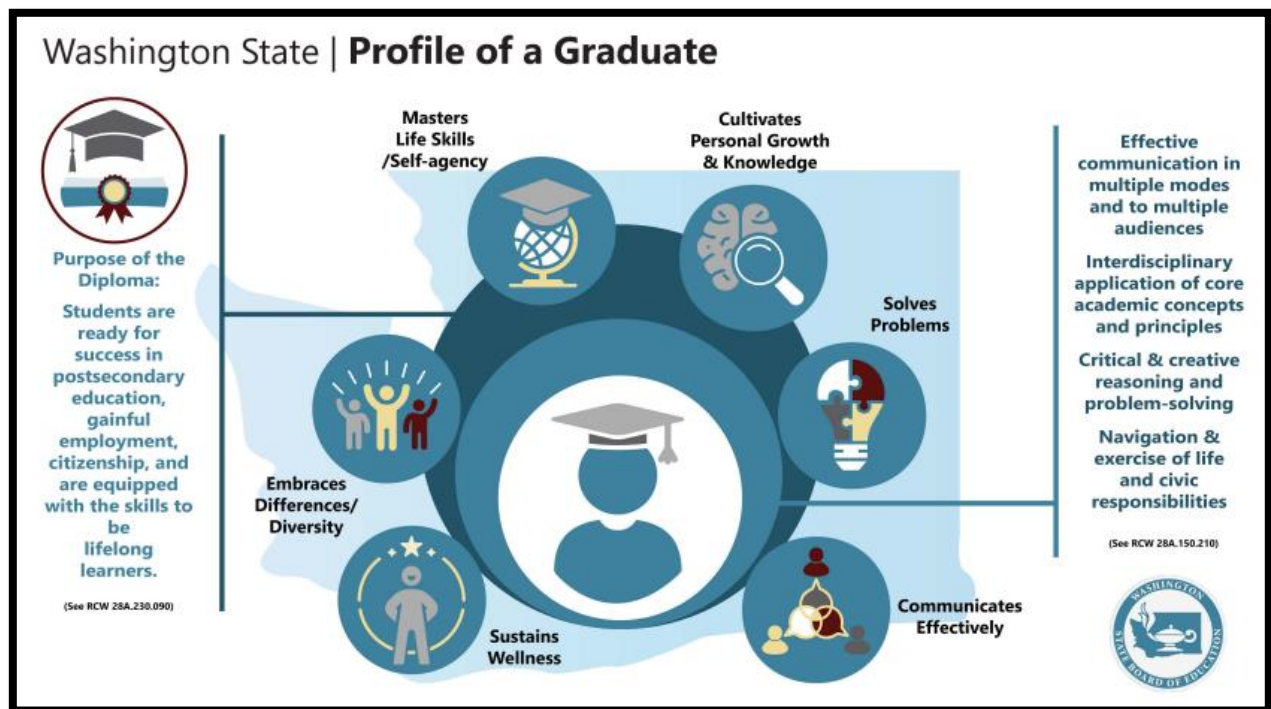 Washington State | Profile of a Graduate
Purpose of the
Diploma:
Students are
ready for
success in
postsecondary
education,
gainful
employment,
citizenship, and
are equipped
with the skills to
be
lifelong
learners.
(See RCW 28A.230.090)
Masters
Life Skills
/Self-agency
Cultivates
Personal Growth
& Knowledge
Solves
Problems
Embraces
Differences/
Diversity
Sustains
Wellness
Communicates
Effectively
Effective
communication in
multiple modes
and to multiple
audiences
Interdisciplinary
application of core
academic concepts
and principles
Critical & creative
reasoning and
problem-solving
Navigation &
exercise of life
and civic
responsibilities
(See RCW 28A.150.210)
WASHINGTON
STATE BOARD OF EDUCATION